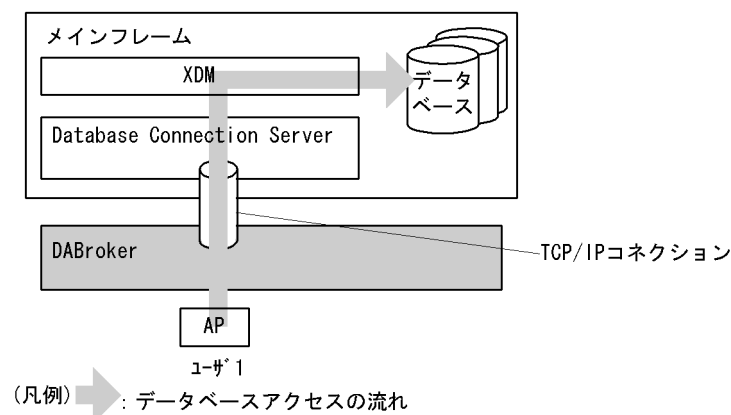 メインフレーム
XDM
データ
ベース
Database Connection Server
DABroker
TCP/IPコネクション
AP
ﾕｰｻﾞ1
(凡例) : データベースアクセスの流れ